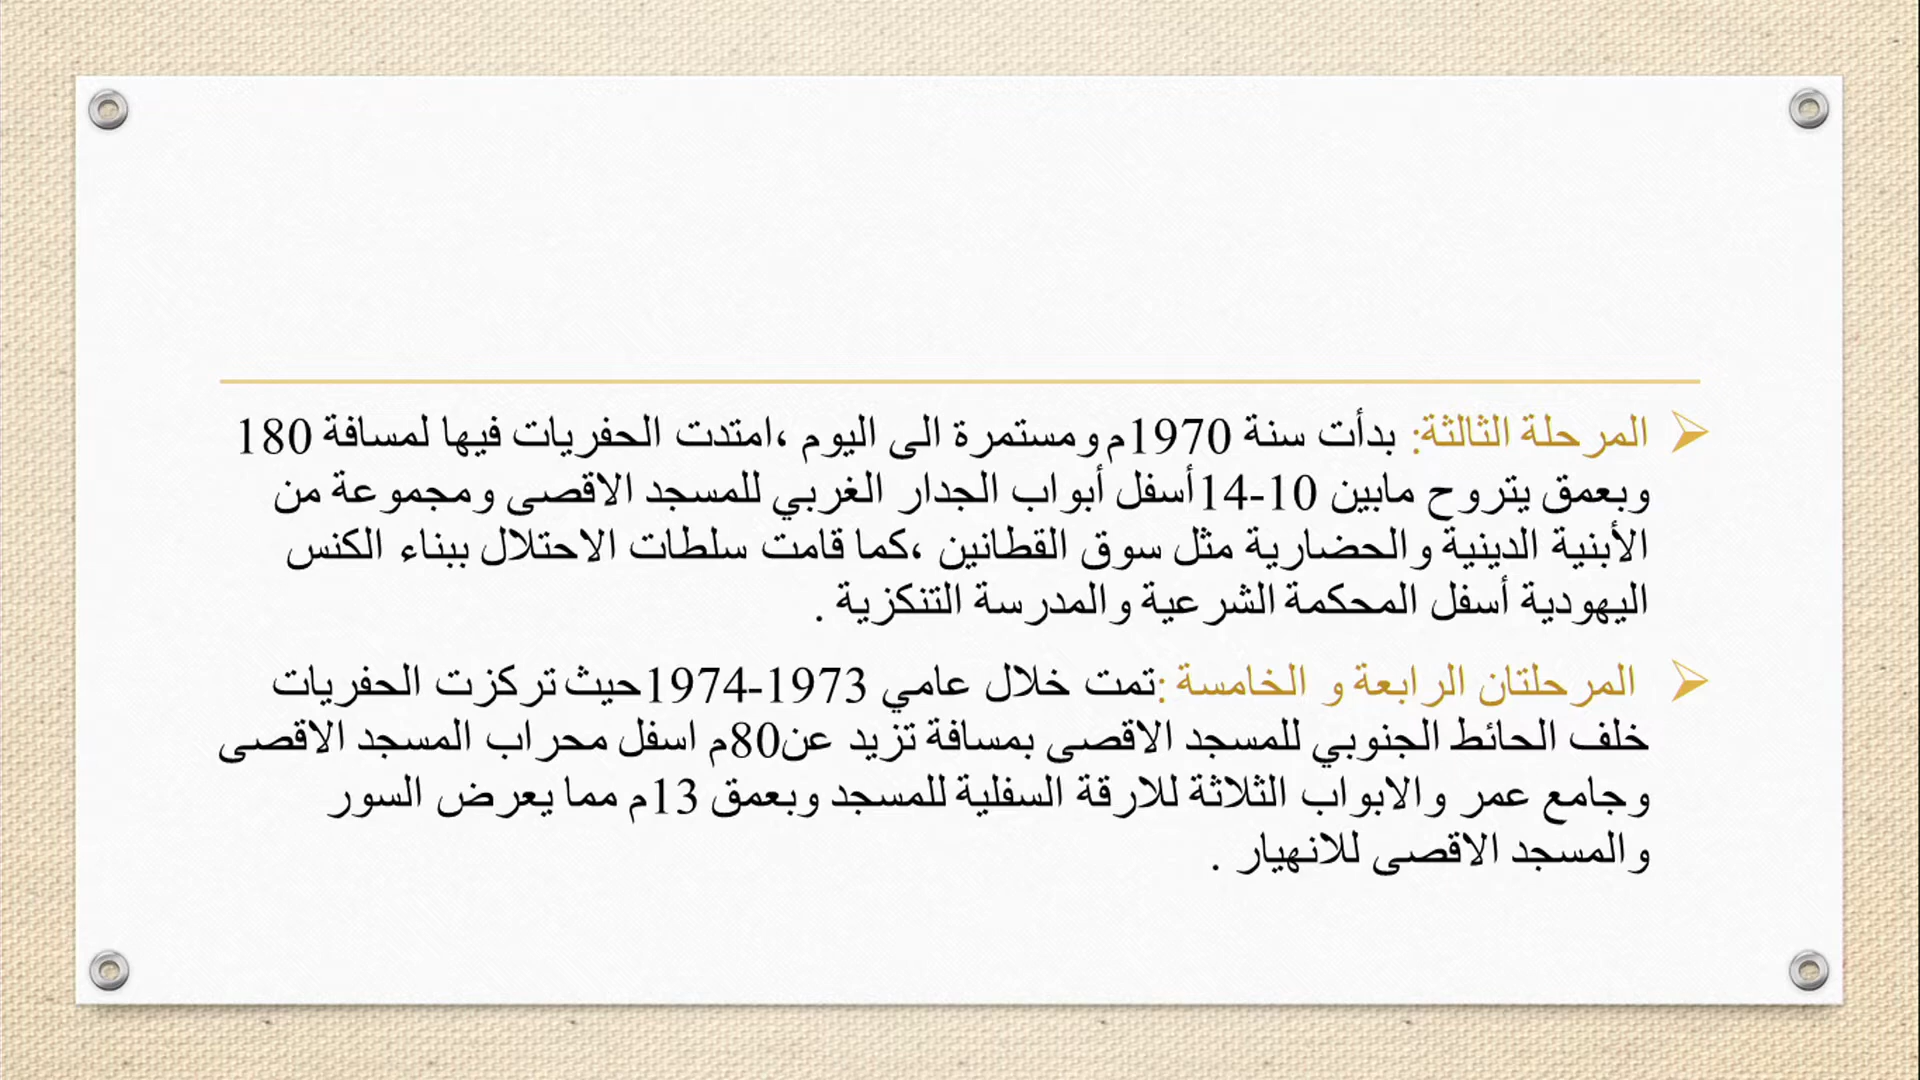 المرحلة الثالثة: بدأت سنة 1970م ومستمرة الى اليوم ،امتدت الحفريات فيها لمسافة 180
وبعمق يتروح مابين 10-14أسفل أبواب الجدار الغربي للمسجد الاقصى ومجموعة من
الأبنية الدينية والحضارية مثل سوق القطانين ،كما قامت سلطات الاحتلال ببناء الكنس
اليهودية أسفل المحكمة الشرعية والمدرسة التنكزية .
المرحلتان الرابعة و الخامسة :تمت خلال عامي 1973-1974حيث تركزت الحفريات
خلف الحائط الجنوبي للمسجد الاقصى بمسافة تزيد عن80م اسفل محراب المسجد الاقصى
وجامع عمر والابواب الثلاثة للارقة السفلية للمسجد وبعمق 13م مما يعرض السور
والمسجد الاقصى للانهيار .